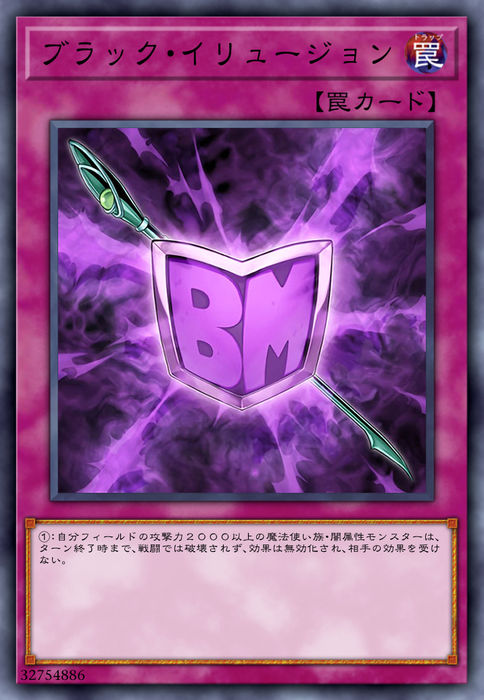 ブラック・イリュージョン
トラップ
罠
【罠カード】
BM
①:自分フィールドの攻撃力2000以上の魔法使い族・闇属性モンスターは、
ターン終了時まで、戦闘では破壊されず、効果は無効化され、相手の効果を受け
ない。
32754886